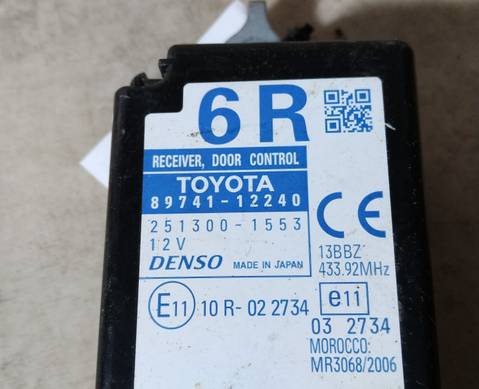 6R
RECEIVER, DOOR CONTROL
TOYOTA
89741-12240
251300-1553
12V
DENSO MADE IN JAPAN
CE
13BBZ
433.92MHz
E11 10 R-02 2734
e11
03 2734
MOROCCO:
MR3068/2006